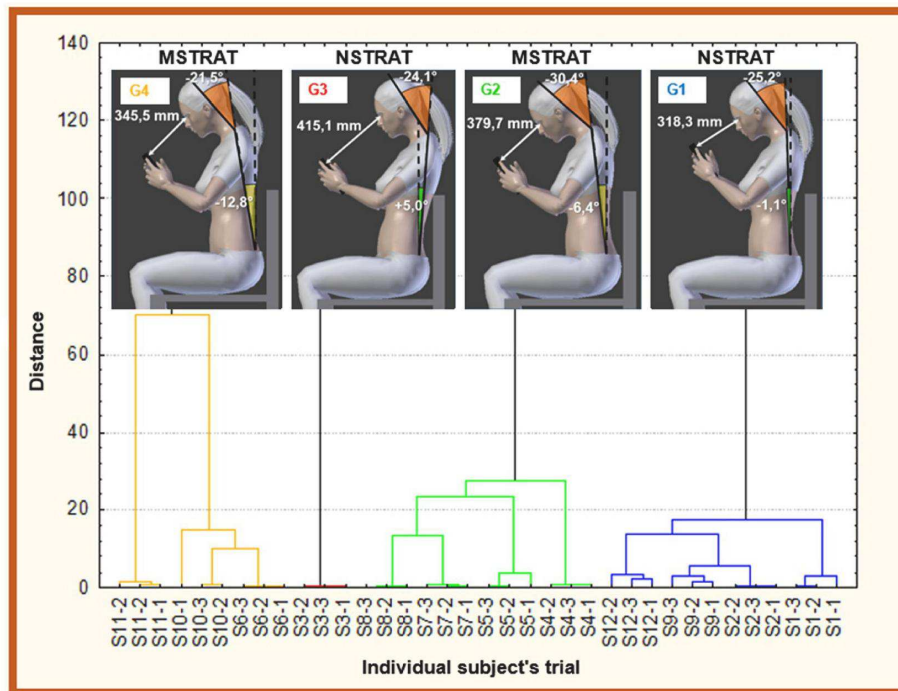 140
120
100
80
60
40
20
0
Distance
MSTRAT
NSTRAT
MSTRAT
NSTRAT
G4
-21,5°
345,5 mm
-12,8°
G3
-24,1°
415,1 mm
+5,0°
G2
-30,4°
379,7 mm
-6,4°
G1
-25,2°
318,3 mm
-1,1°
S11-2
S11-2
S11-1
S10-1
S10-3
S10-2
S6-3
S6-2
S6-1
S3-2
S3-3
S3-1
S8-3
S8-2
S8-1
S7-3
S7-2
S7-1
S5-3
S5-2
S5-1
S4-2
S4-3
S4-1
S12-2
S12-3
S12-1
S9-3
S9-2
S9-1
S2-2
S2-3
S2-1
S1-3
S1-2
S1-1
Individual subject's trial